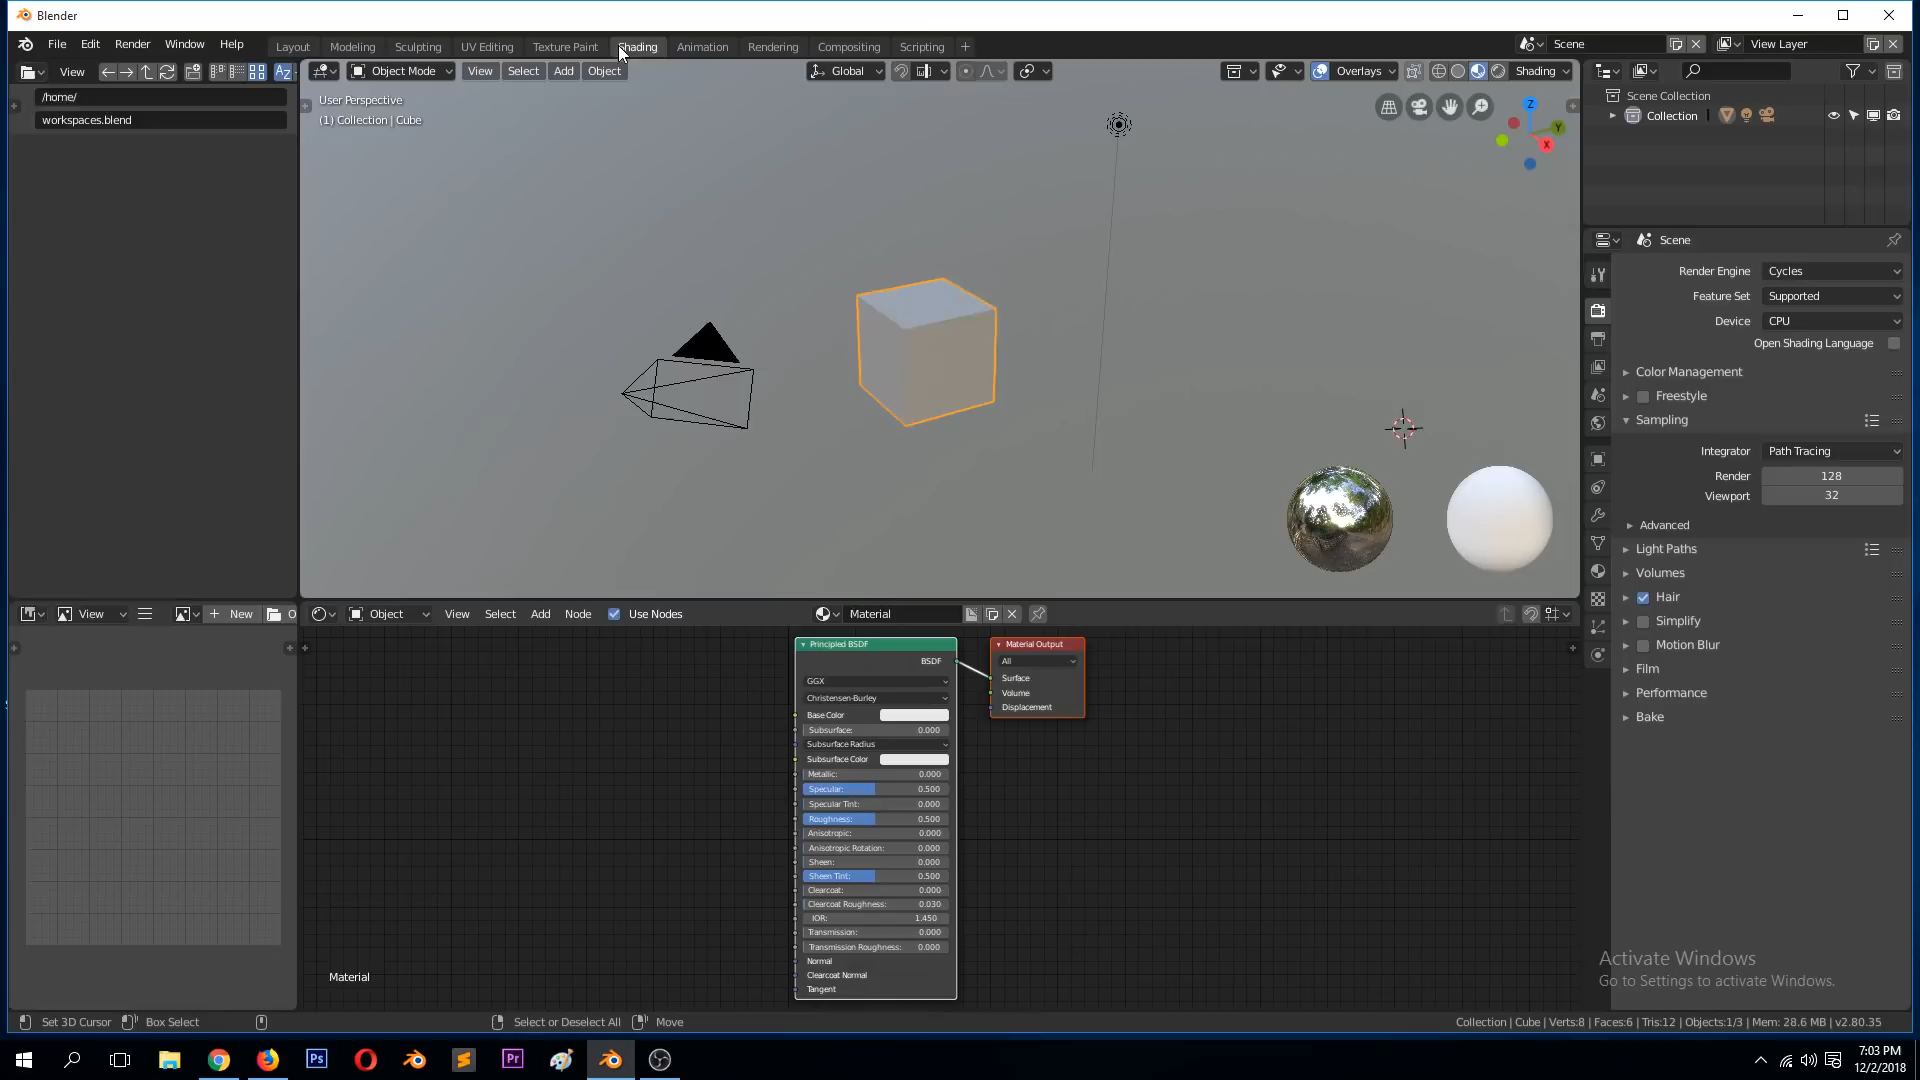 Blender
File Edit Render Window Help
Layout Modeling Sculpting UV Editing Texture Paint Shading Animation Rendering Compositing Scripting +
Scene
View Layer
View
Object Mode View Select Add Object
Global
Overlays
Shading
/home/
workspaces.blend
User Perspective
(1) Collection | Cube
Z
Y
X
Scene Collection
Collection
Scene
Render Engine Cycles
Feature Set Supported
Device CPU
Open Shading Language
Color Management
Freestyle
Sampling
Integrator Path Tracing
Render 128
Viewport 32
Advanced
Light Paths
Volumes
Hair
Simplify
Motion Blur
Film
Performance
Bake
View
New
O
Object View Select Add Node Use Nodes
Material
Principled BSDF
BSDF
GGX
Christensen-Burley
Base Color
Subsurface: 0.000
Subsurface Radius
Subsurface Color
Metallic: 0.000
Specular: 0.500
Specular Tint: 0.000
Roughness: 0.500
Anisotropic: 0.000
Anisotropic Rotation: 0.000
Sheen: 0.000
Sheen Tint: 0.500
Clearcoat: 0.000
Clearcoat Roughness: 0.030
IOR: 1.450
Transmission: 0.000
Transmission Roughness: 0.000
Normal
Clearcoat Normal
Tangent
Material Output
All
Surface
Volume
Displacement
Material
Activate Windows
Go to Settings to activate Windows.
Set 3D Cursor
Box Select
Select or Deselect All
Move
Collection | Cube | Verts:8 | Faces:6 | Tris:12 | Objects:1/3 | Mem: 28.6 MB | v2.80.35
Ps
Pr
7:03 PM
12/2/2018